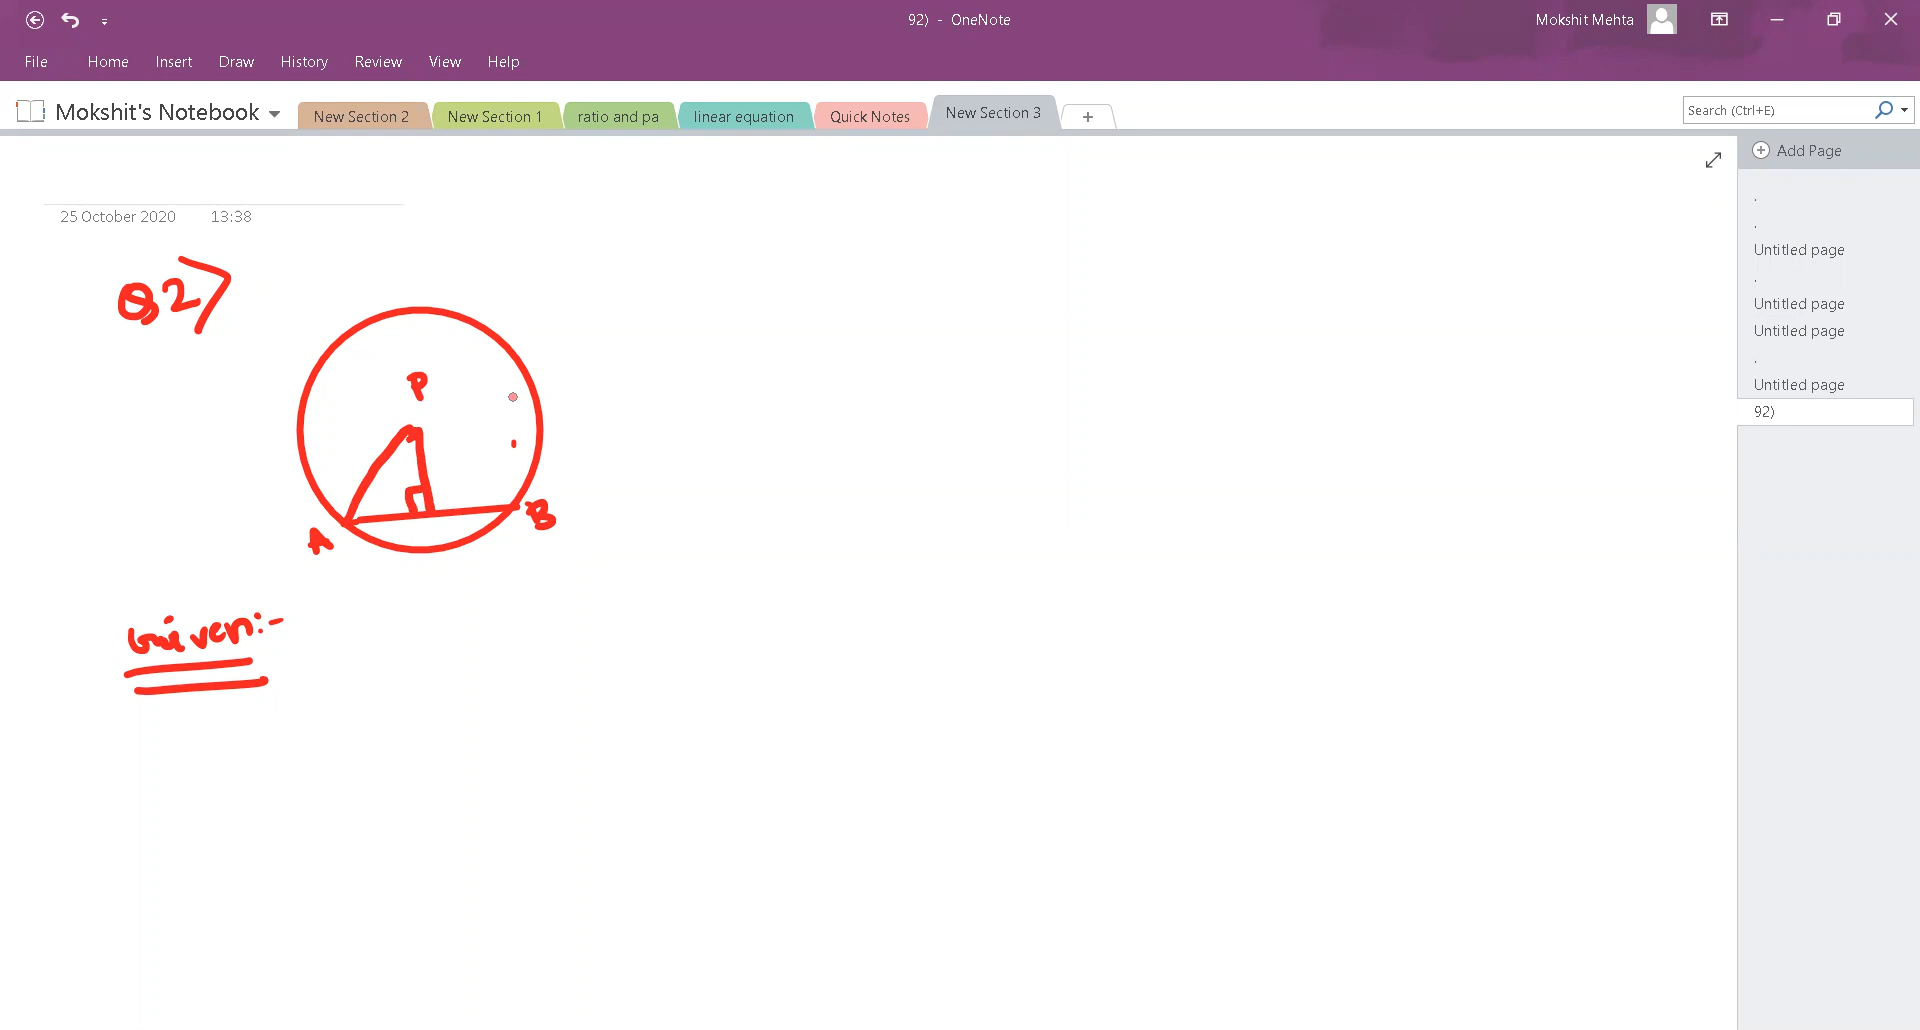 92) - OneNote
Mokshit Mehta
File Home Insert Draw History Review View Help
Mokshit's Notebook
New Section 2 New Section 1 ratio and pa linear equation Quick Notes New Section 3 +
Search (Ctrl+E)
Add Page
25 October 2020 13:38
.
.
Untitled page
.
Untitled page
Untitled page
.
Untitled page
92)
Q2)
P
A
B
Given:-